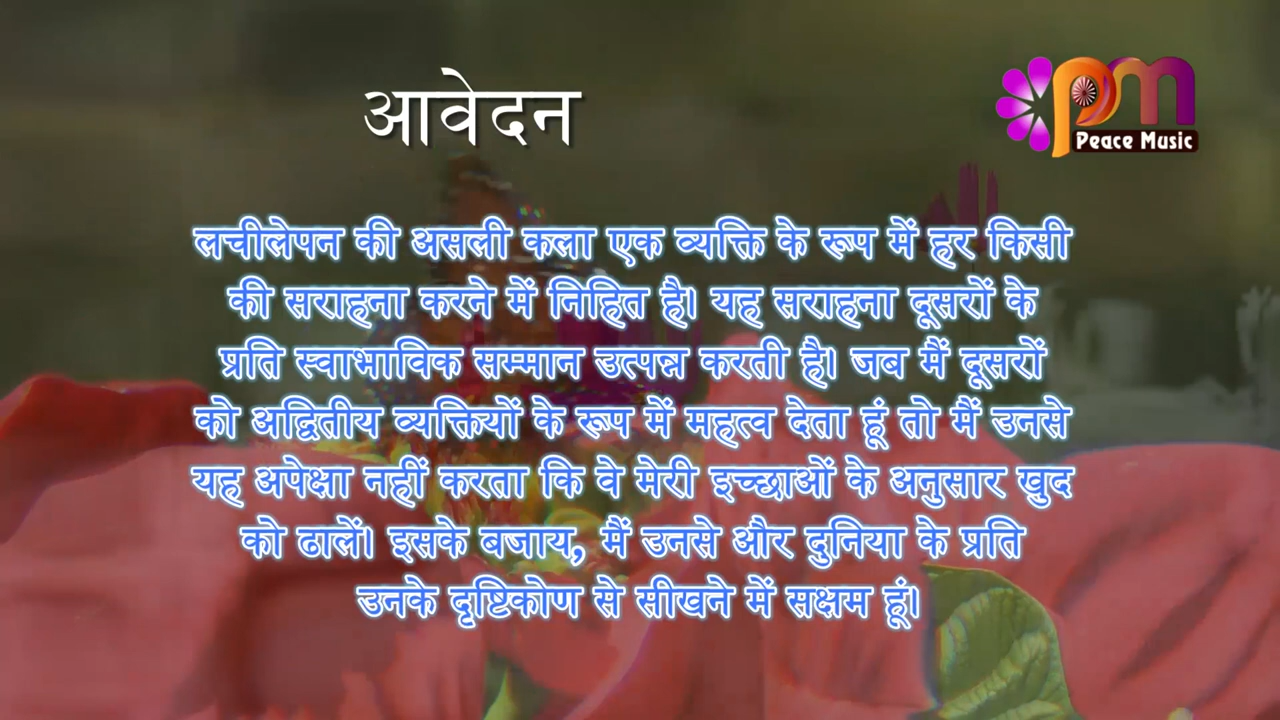 आवेदन
pm
Peace Music
लचीलेपन की असली कला एक व्यक्ति के रूप में हर किसी
की सराहना करने में निहित है। यह सराहना दूसरों के
प्रति स्वाभाविक सम्मान उत्पन्न करती है। जब मैं दूसरों
को अद्वितीय व्यक्तियों के रूप में महत्व देता हूं तो मैं उनसे
यह अपेक्षा नहीं करता कि वे मेरी इच्छाओं के अनुसार खुद
को ढालें। इसके बजाय, मैं उनसे और दुनिया के प्रति
उनके दृष्टिकोण से सीखने में सक्षम हूं।